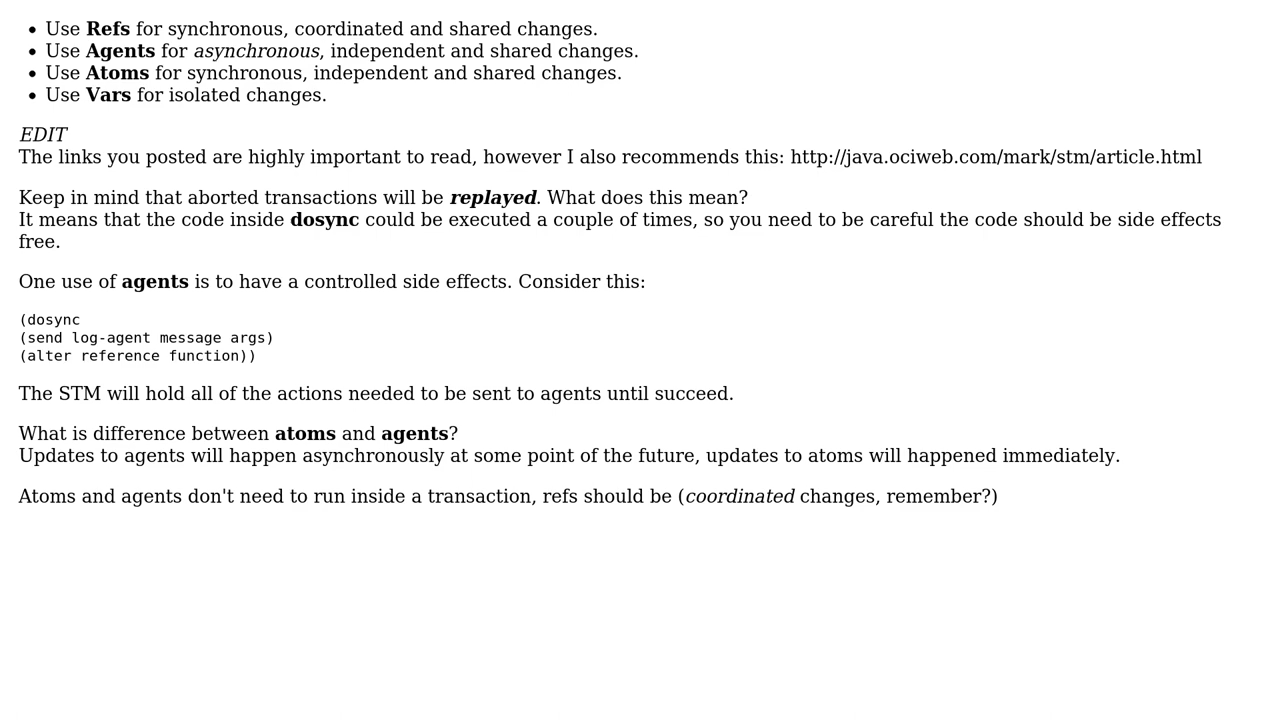 • Use Refs for synchronous, coordinated and shared changes.
• Use Agents for asynchronous, independent and shared changes.
• Use Atoms for synchronous, independent and shared changes.
• Use Vars for isolated changes.
EDIT
The links you posted are highly important to read, however I also recommends this: http://java.ociweb.com/mark/stm/article.html
Keep in mind that aborted transactions will be replayed. What does this mean?
It means that the code inside dosync could be executed a couple of times, so you need to be careful the code should be side effects
free.
One use of agents is to have a controlled side effects. Consider this:
(dosync
(send log-agent message args)
(alter reference function))
The STM will hold all of the actions needed to be sent to agents until succeed.
What is difference between atoms and agents?
Updates to agents will happen asynchronously at some point of the future, updates to atoms will happened immediately.
Atoms and agents don't need to run inside a transaction, refs should be (coordinated changes, remember?)